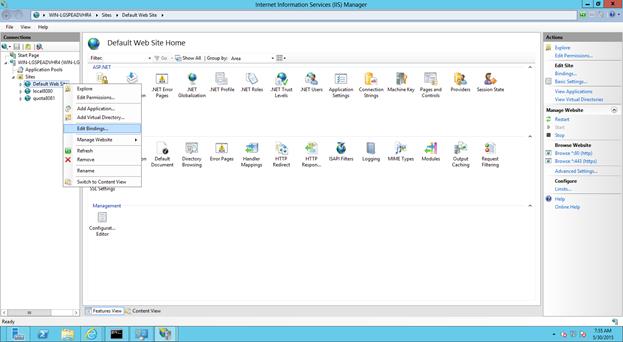 Internet Information Services (IIS) Manager
WIN-LGSPEADVHR4 ▸ Sites ▸ Default Web Site ▸
File View Help
Connections
Start Page
WIN-LGSPEADVHR4 (WIN-LGSPEADV
Application Pools
Sites
Default Web Site
local8080
quota8081
Explore
Edit Permissions...
Add Application...
Add Virtual Directory...
Edit Bindings...
Manage Website
Refresh
Remove
Rename
Switch to Content View
Default Web Site Home
Filter: Go Show All Group by: Area
ASP.NET
.NET Error Pages
.NET Globalization
.NET Profile
.NET Roles
.NET Trust Levels
.NET Users
Application Settings
Connection Strings
Machine Key
Pages and Controls
Providers
Session State
Default Document
Directory Browsing
Error Pages
Handler Mappings
HTTP Redirect
HTTP Respon...
ISAPI Filters
Logging
MIME Types
Modules
Output Caching
Request Filtering
SSL Settings
Management
Configurat... Editor
Features View Content View
Actions
Explore
Edit Permissions...
Edit Site
Bindings...
Basic Settings...
View Applications
View Virtual Directories
Manage Website
Restart
Start
Stop
Browse Website
Browse *:80 (http)
Browse *:443 (https)
Advanced Settings...
Configure
Limits...
Help
Online Help
Ready
7:35 AM
5/30/2015